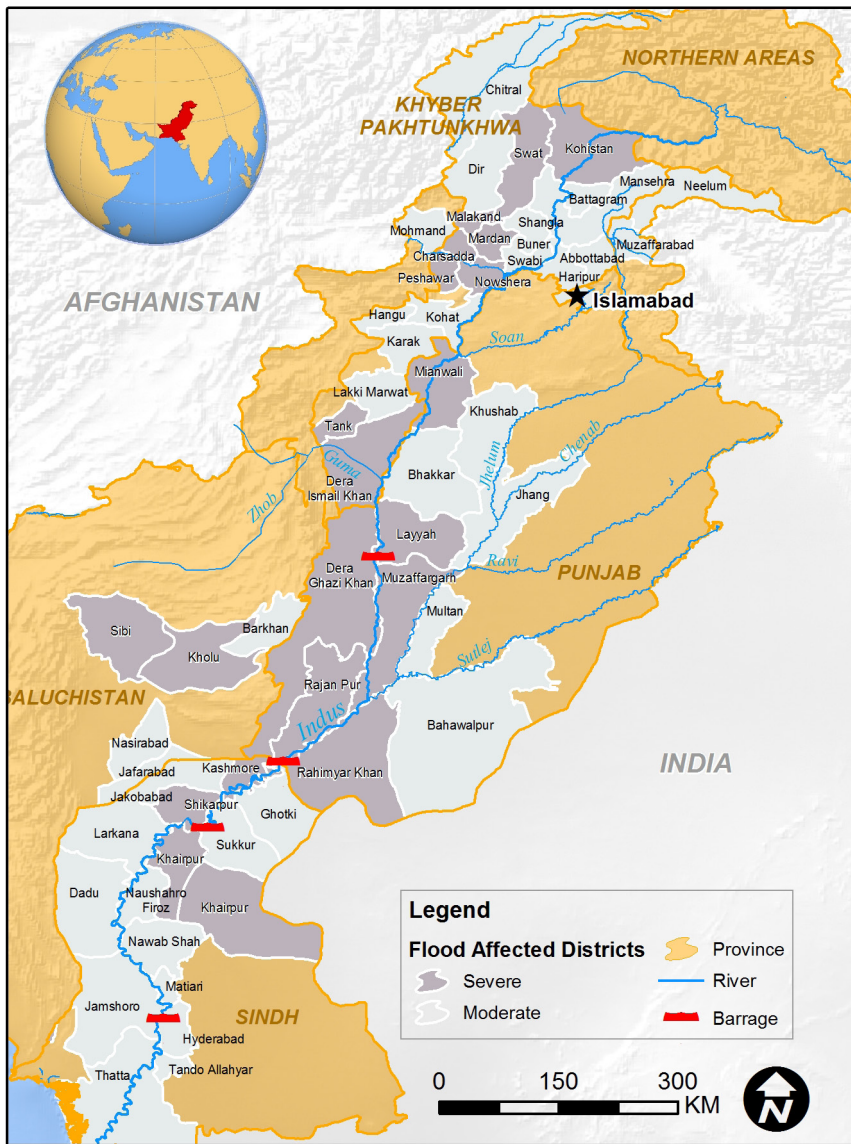 NORTHERN AREAS
Chitral
KHYBER
PAKHTUNKHWA
Swat
Kohistan
Dir
Mansehra
Neelum
Battagram
Malakand
Shangla
Mohmand
Mardan
Buner
Muzaffarabad
Charsadda
Swabi
Abbottabad
Peshawar
Nowshera
Haripur
AFGHANISTAN
Islamabad
Hangu
Kohat
Soan
Karak
Mianwali
Lakki Marwat
Khushab
Tank
Chenab
Guma
Bhakkar
Jhelum
Dera
Ismail Khan
Jhang
Zhob
Layyah
Ravi
Dera
Ghazi Khan
Muzaffargarh
PUNJAB
Multan
Sibi
Barkhan
Kholu
Sutlej
Rajan Pur
BALUCHISTAN
Indus
Bahawalpur
Nasirabad
INDIA
Jafarabad
Kashmore
Rahimyar Khan
Jakobabad
Shikarpur
Ghotki
Larkana
Sukkur
Khairpur
Dadu
Naushahro
Firoz
Khairpur
Nawab Shah
Matiari
Jamshoro
SINDH
Hyderabad
Thatta
Tando Allahyar
Legend
Flood Affected Districts
Severe
Moderate
Province
River
Barrage
0 150 300
KM
N